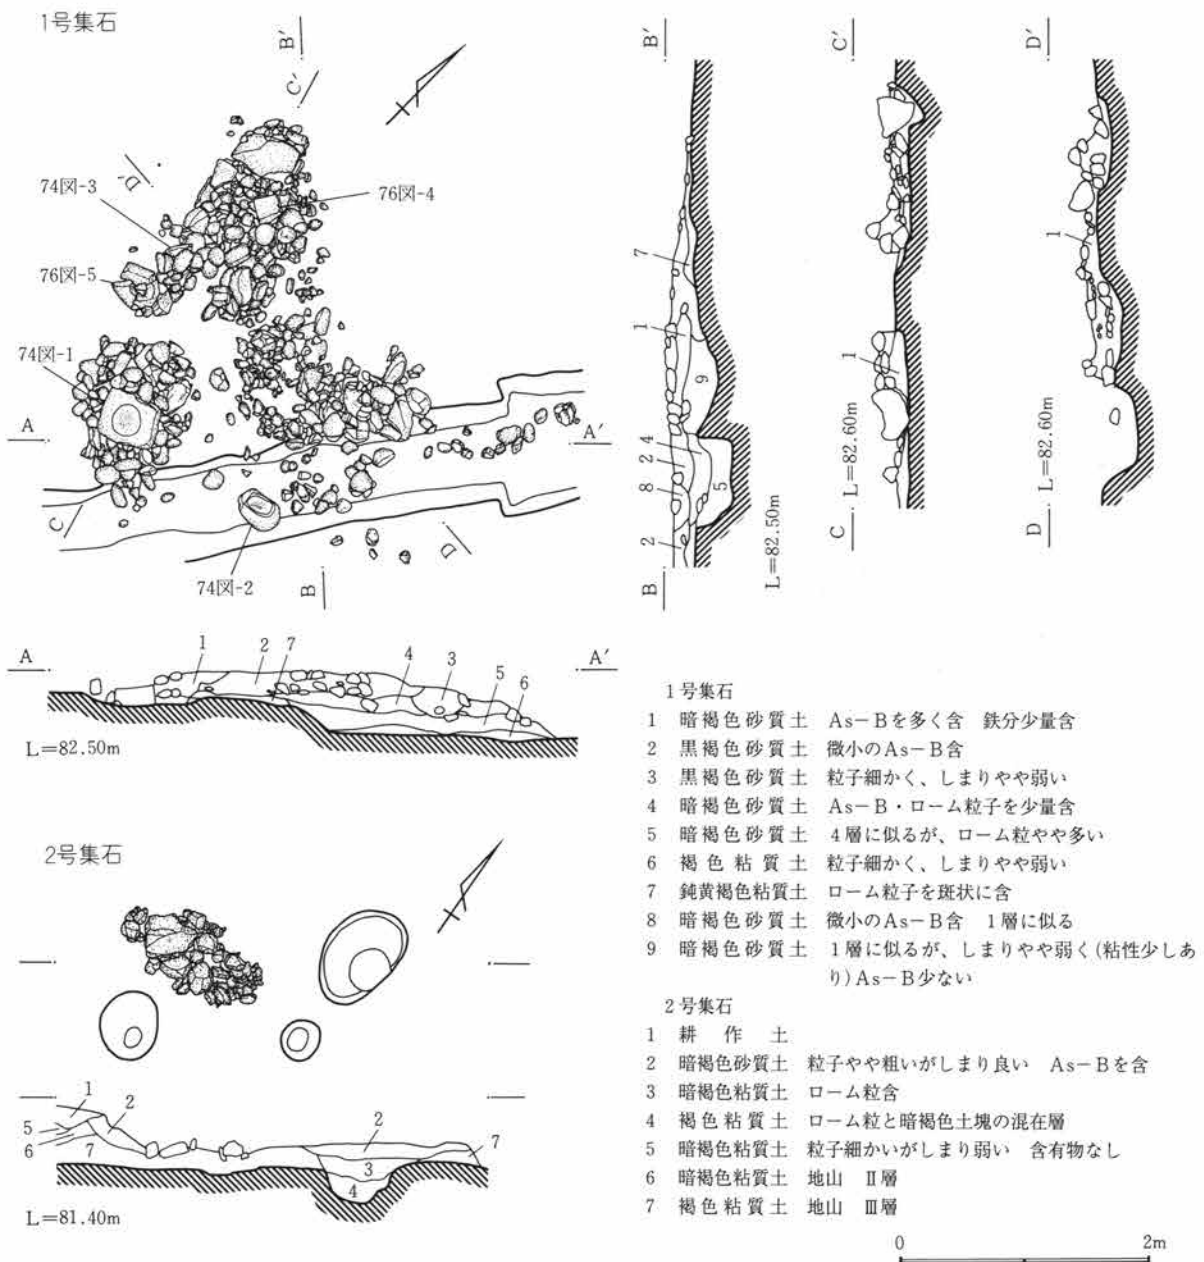 1号集石
B′
C′
D′
74図-3
76図-4
76図-5
74図-1
A
A′
C
D
74図-2
B
B′
7
1
9
4
2
8
5
2
B
L=82.50m
C′
1
C
L=82.60m
D′
1
D
L=82.60m
A
1 2 7 4 3 5 6
A′
L=82.50m
1号集石
1 暗褐色砂質土 As-Bを多く含 鉄分少量含
2 黒褐色砂質土 微小のAs-B含
3 黒褐色砂質土 粒子細かく、しまりやや弱い
4 暗褐色砂質土 As-B・ローム粒子を少量含
5 暗褐色砂質土 4層に似るが、ローム粒やや多い
6 褐色粘質土 粒子細かく、しまりやや弱い
7 鈍黄褐色粘質土 ローム粒子を斑状に含
8 暗褐色砂質土 微小のAs-B含 1層に似る
9 暗褐色砂質土 1層に似るが、しまりやや弱く(粘性少しあ
り)As-B少ない
2号集石
1 2
5
6
7
2
3
4
7
L=81.40m
2号集石
1 耕作土
2 暗褐色砂質土 粒子やや粗いがしまり良い As-Bを含
3 暗褐色粘質土 ローム粒含
4 褐色粘質土 ローム粒と暗褐色土塊の混在層
5 暗褐色粘質土 粒子細かいがしまり弱い 含有物なし
6 暗褐色粘質土 地山 Ⅱ層
7 褐色粘質土 地山 Ⅲ層
0 2m